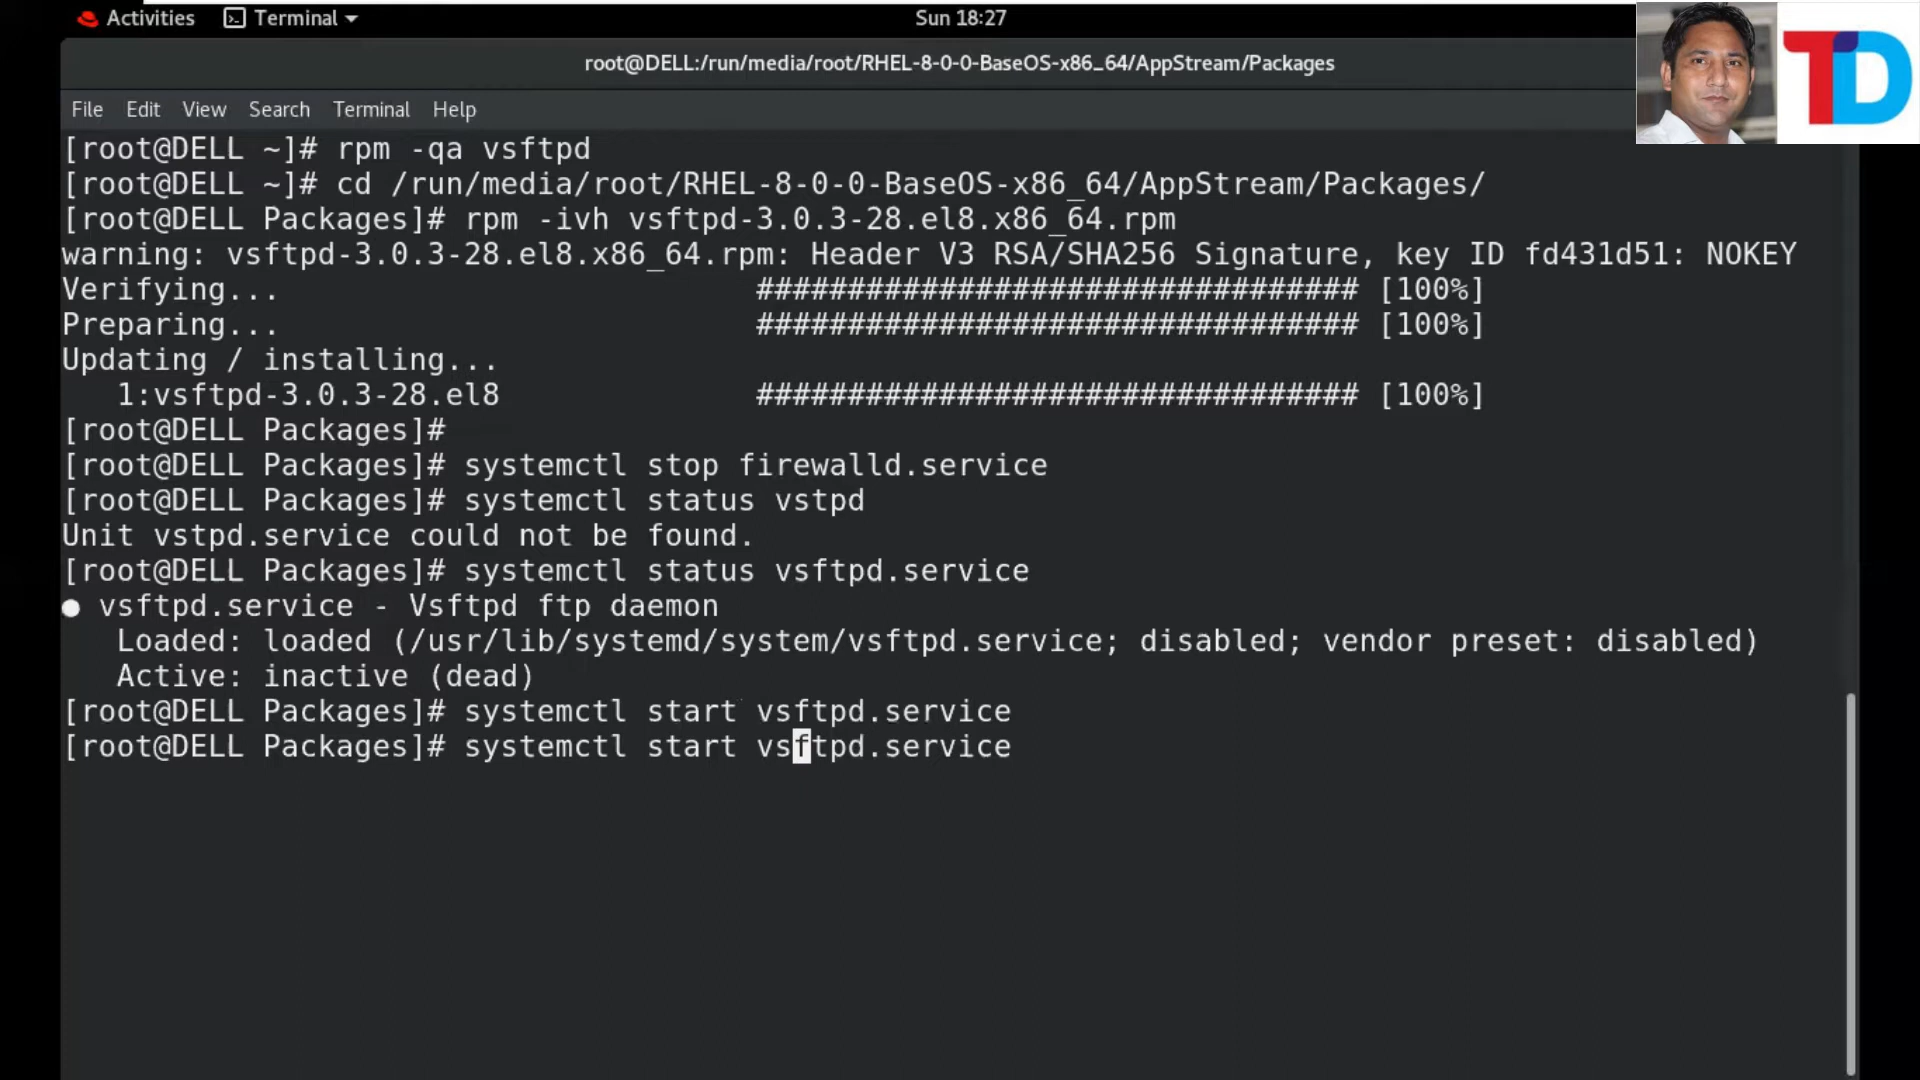 Activities Terminal Sun 18:27
TD
root@DELL:/run/media/root/RHEL-8-0-0-BaseOS-x86_64/AppStream/Packages
File Edit View Search Terminal Help
[root@DELL ~]# rpm -qa vsftpd
[root@DELL ~]# cd /run/media/root/RHEL-8-0-0-BaseOS-x86_64/AppStream/Packages/
[root@DELL Packages]# rpm -ivh vsftpd-3.0.3-28.el8.x86_64.rpm
warning: vsftpd-3.0.3-28.el8.x86_64.rpm: Header V3 RSA/SHA256 Signature, key ID fd431d51: NOKEY
Verifying... ################################# [100%]
Preparing... ################################# [100%]
Updating / installing...
1:vsftpd-3.0.3-28.el8 ################################# [100%]
[root@DELL Packages]#
[root@DELL Packages]# systemctl stop firewalld.service
[root@DELL Packages]# systemctl status vstpd
Unit vstpd.service could not be found.
[root@DELL Packages]# systemctl status vsftpd.service
● vsftpd.service - Vsftpd ftp daemon
Loaded: loaded (/usr/lib/systemd/system/vsftpd.service; disabled; vendor preset: disabled)
Active: inactive (dead)
[root@DELL Packages]# systemctl start vsftpd.service
[root@DELL Packages]# systemctl start vsftpd.service